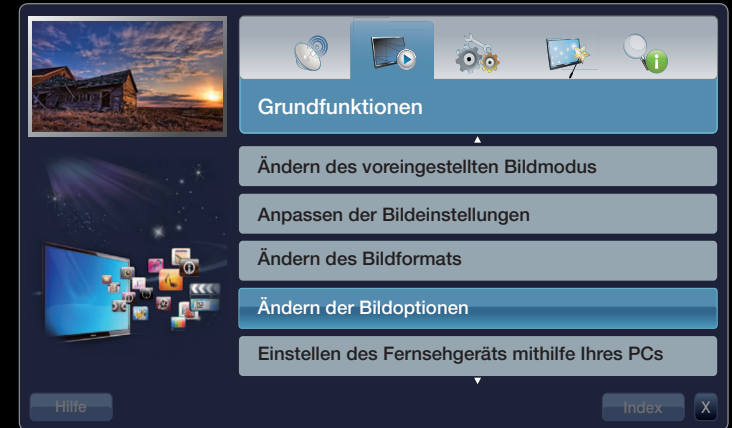 Grundfunktionen
Ändern des voreingestellten Bildmodus
Anpassen der Bildeinstellungen
Ändern des Bildformats
Ändern der Bildoptionen
Einstellen des Fernsehgeräts mithilfe Ihres PCs
Hilfe
Index X